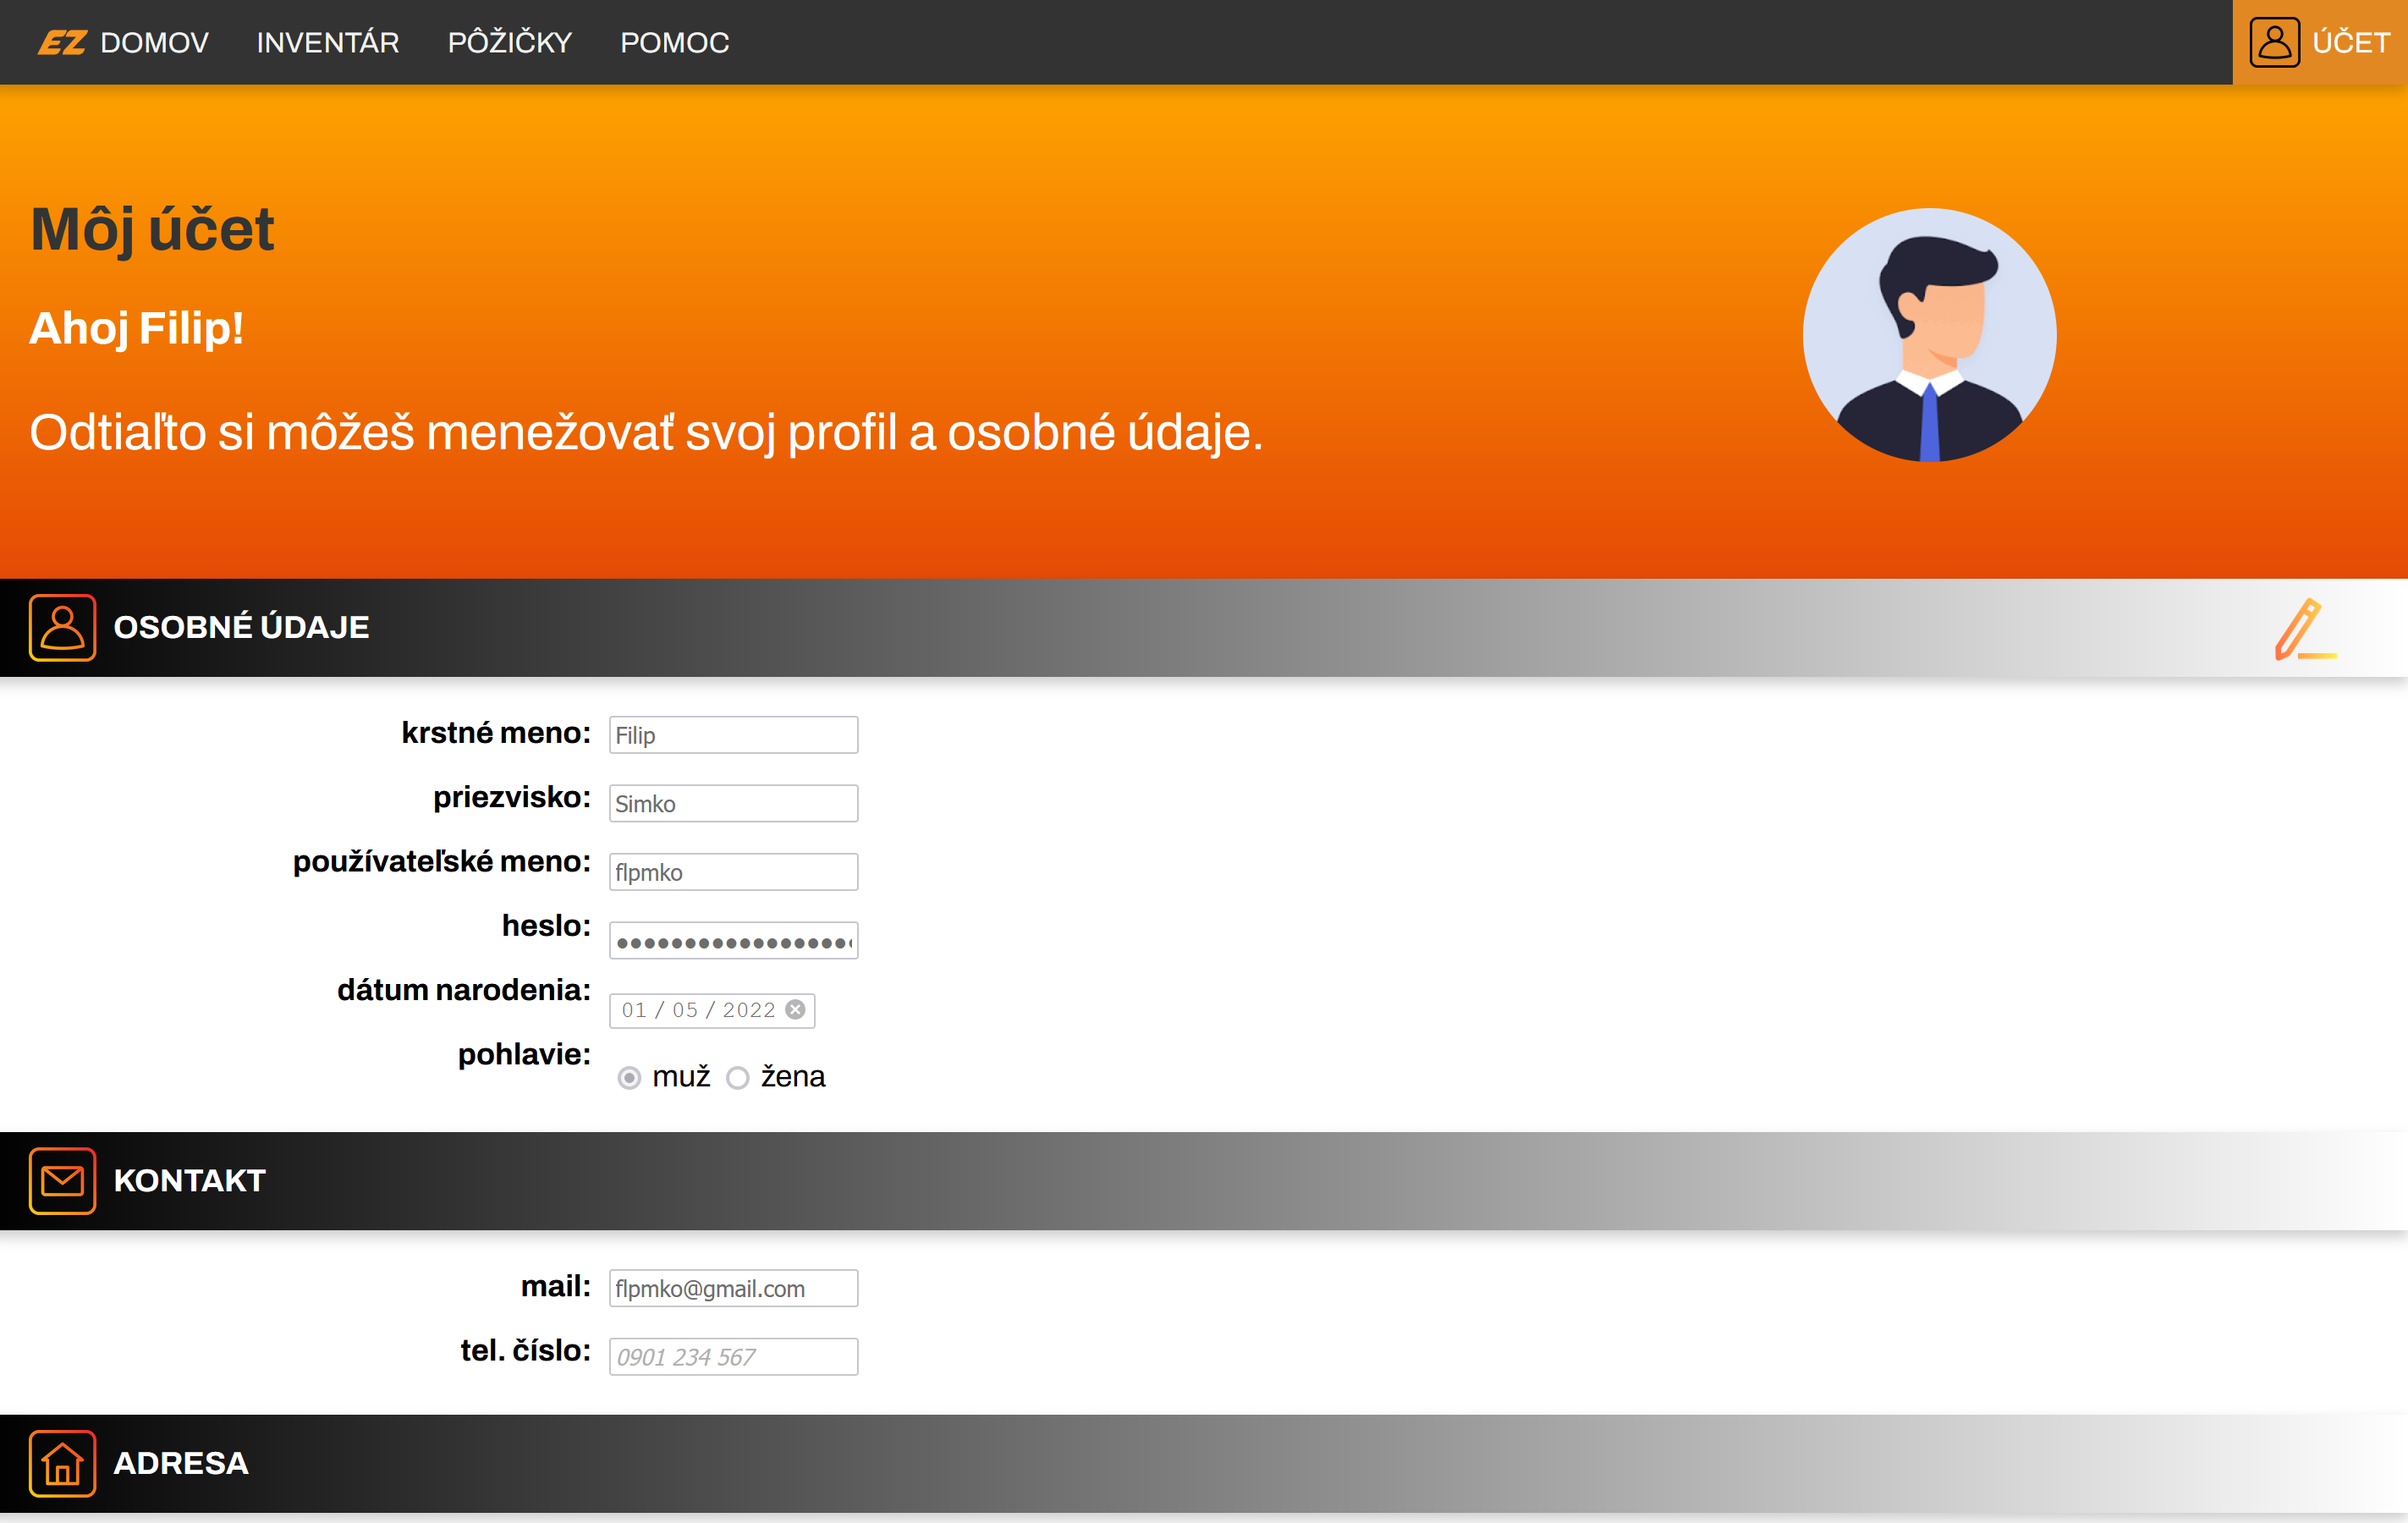 EZ DOMOV INVENTÁR PÔŽIČKY POMOC ÚČET
Môj účet
Ahoj Filip!
Odtiaľto si môžeš menežovať svoj profil a osobné údaje.
OSOBNÉ ÚDAJE
krstné meno: Filip
priezvisko: Simko
používateľské meno: flpmko
heslo: ••••••••••••••••••
dátum narodenia: 01 / 05 / 2022
pohlavie: muž žena
KONTAKT
mail: flpmko@gmail.com
tel. číslo: 0901 234 567
ADRESA